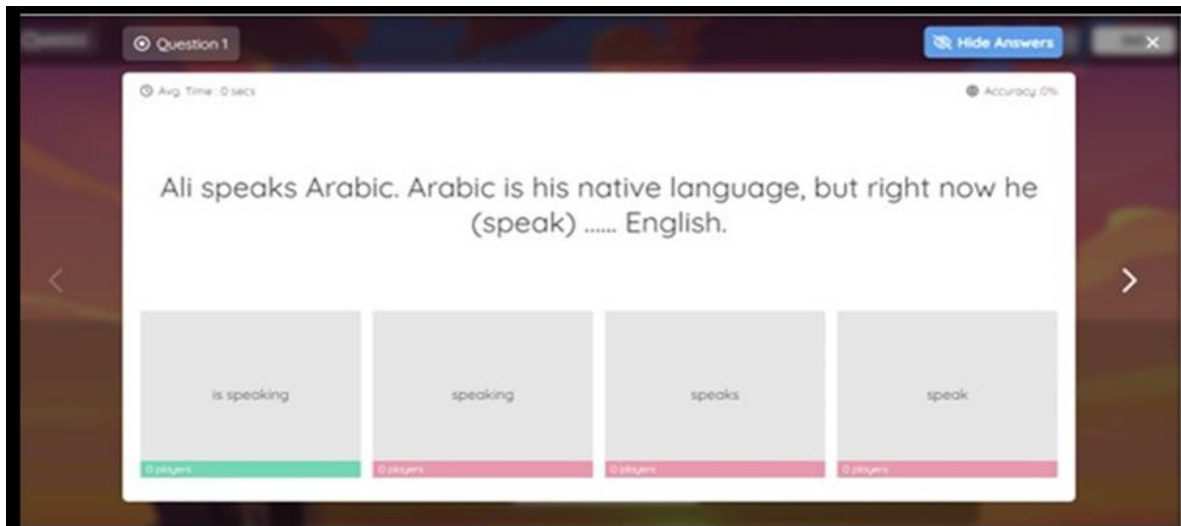 Question 1
Hide Answers
Avg. Time: 0 secs
Accuracy 0%
Ali speaks Arabic. Arabic is his native language, but right now he
(speak) ...... English.
is speaking
speaking
speaks
speak
0 players
0 players
0 players
0 players